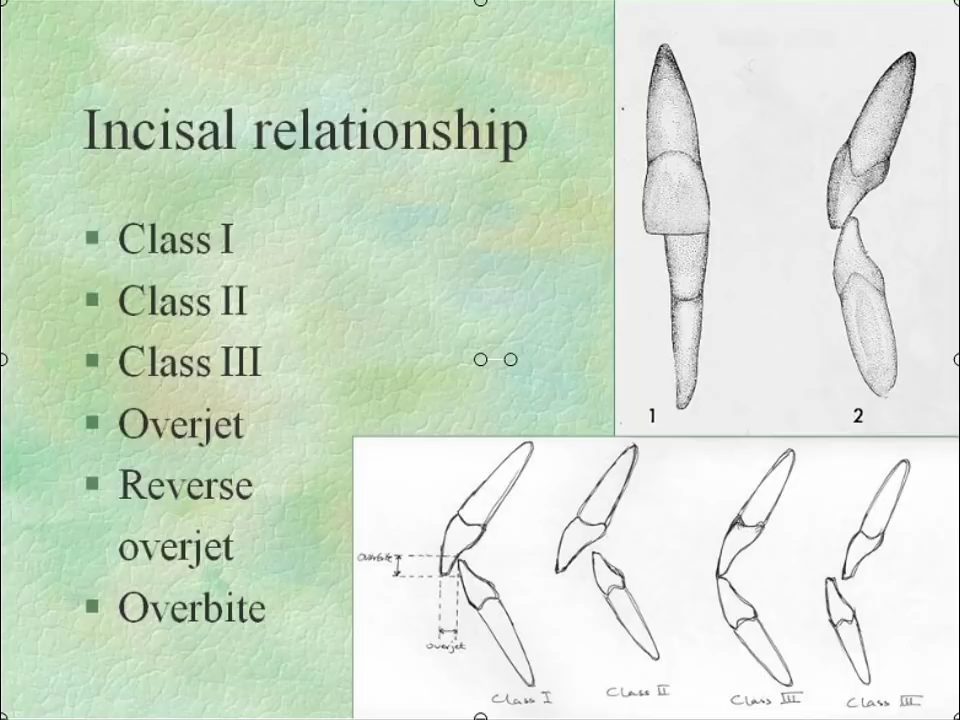 Incisal relationship
Class I
Class II
Class III
Overjet
Reverse
overjet
Overbite
1
2
Overbite
Overjet
Class I
Class II
Class III
Class III